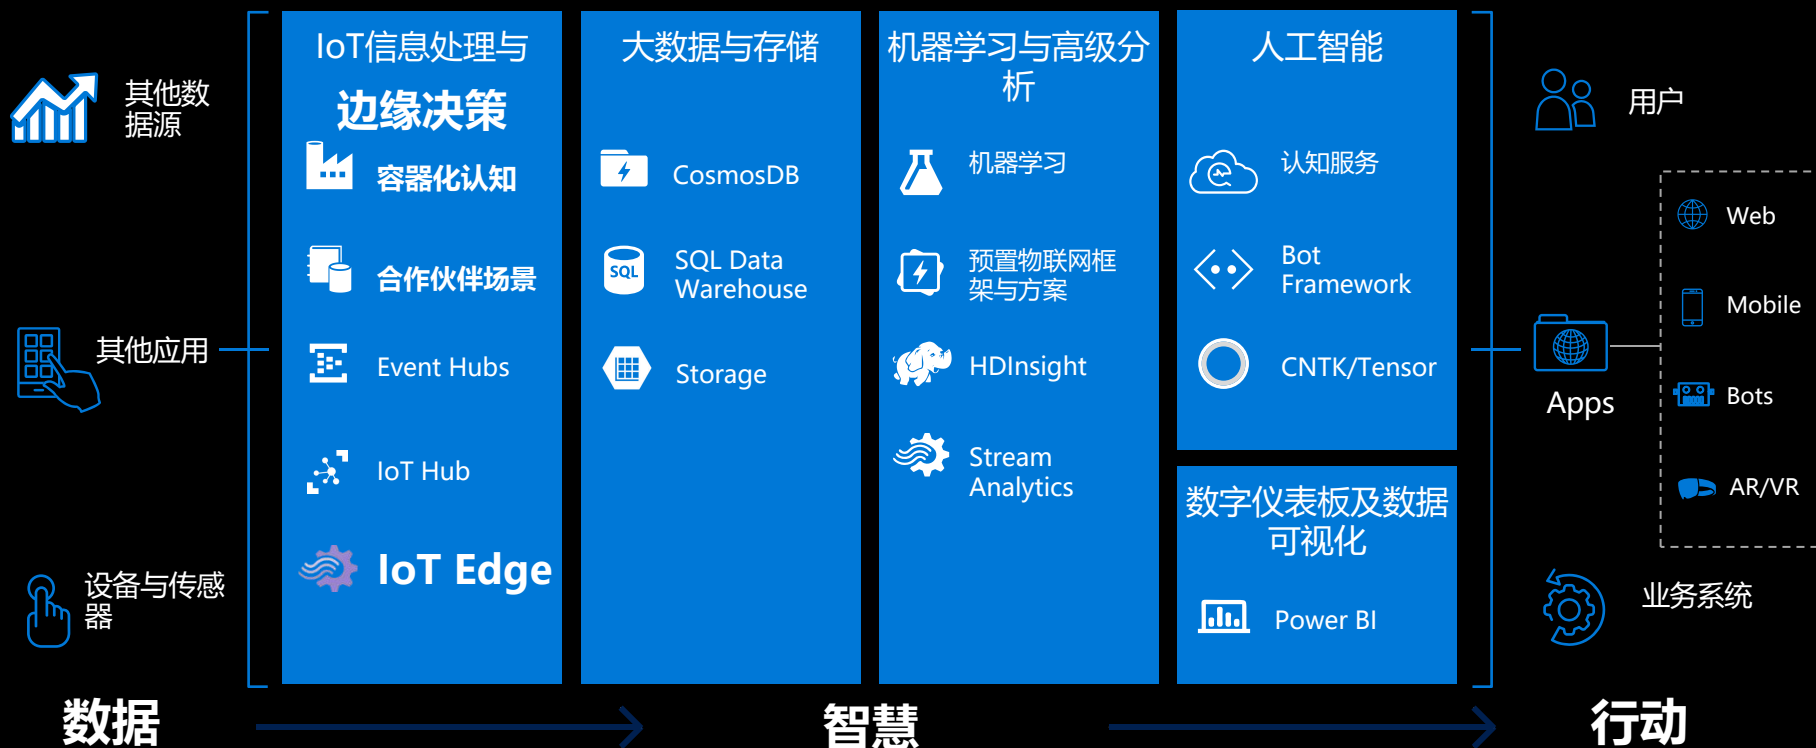 其他数
据源
其他应用
设备与传感
器
IoT信息处理与
边缘决策
容器化认知
合作伙伴场景
Event Hubs
IoT Hub
IoT Edge
大数据与存储
CosmosDB
SQL
SQL Data
Warehouse
Storage
机器学习与高级分
析
机器学习
预置物联网框
架与方案
HDInsight
Stream
Analytics
人工智能
认知服务
Bot
Framework
CNTK/Tensor
数字仪表板及数据
可视化
Power BI
用户
Apps
Web
Mobile
Bots
AR/VR
业务系统
数据
智慧
行动